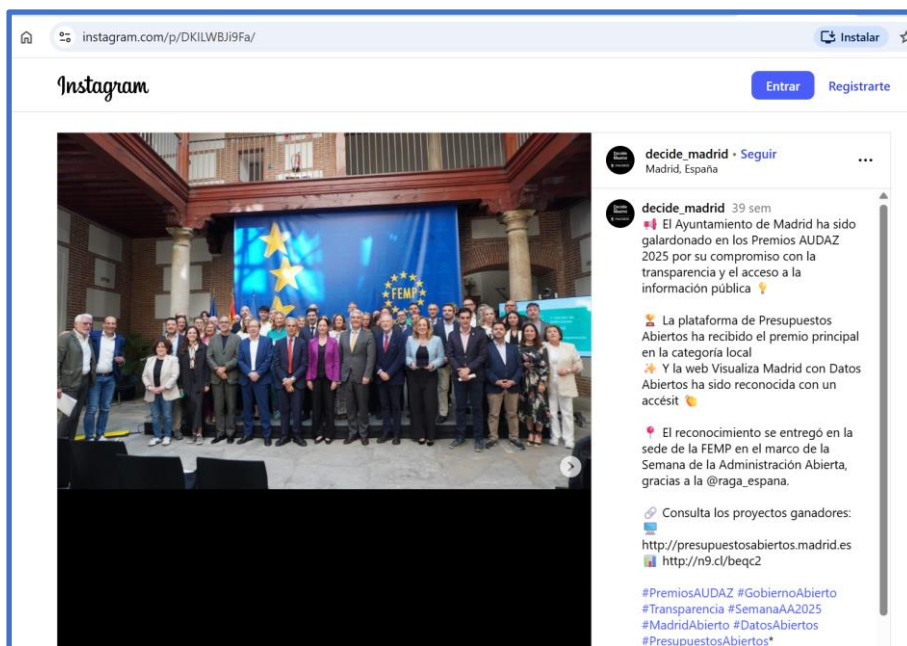 instagram.com/p/DKILWBJi9Fa/
Instalar
Instagram
Entrar
Registrarte
FEMP
decide_madrid • Seguir
Madrid, España
decide_madrid 39 sem
El Ayuntamiento de Madrid ha sido
galardonado en los Premios AUDAZ
2025 por su compromiso con la
transparencia y el acceso a la
información pública
La plataforma de Presupuestos
Abiertos ha recibido el premio principal
en la categoría local
Y la web Visualiza Madrid con Datos
Abiertos ha sido reconocida con un
accésit
El reconocimiento se entregó en la
sede de la FEMP en el marco de la
Semana de la Administración Abierta,
gracias a la @raga_espana.
Consulta los proyectos ganadores:
http://presupuestosabiertos.madrid.es
http://n9.cl/beqc2
#PremiosAUDAZ #GobiernoAbierto
#Transparencia #SemanaAA2025
#MadridAbierto #DatosAbiertos
#PresupuestosAbiertos*